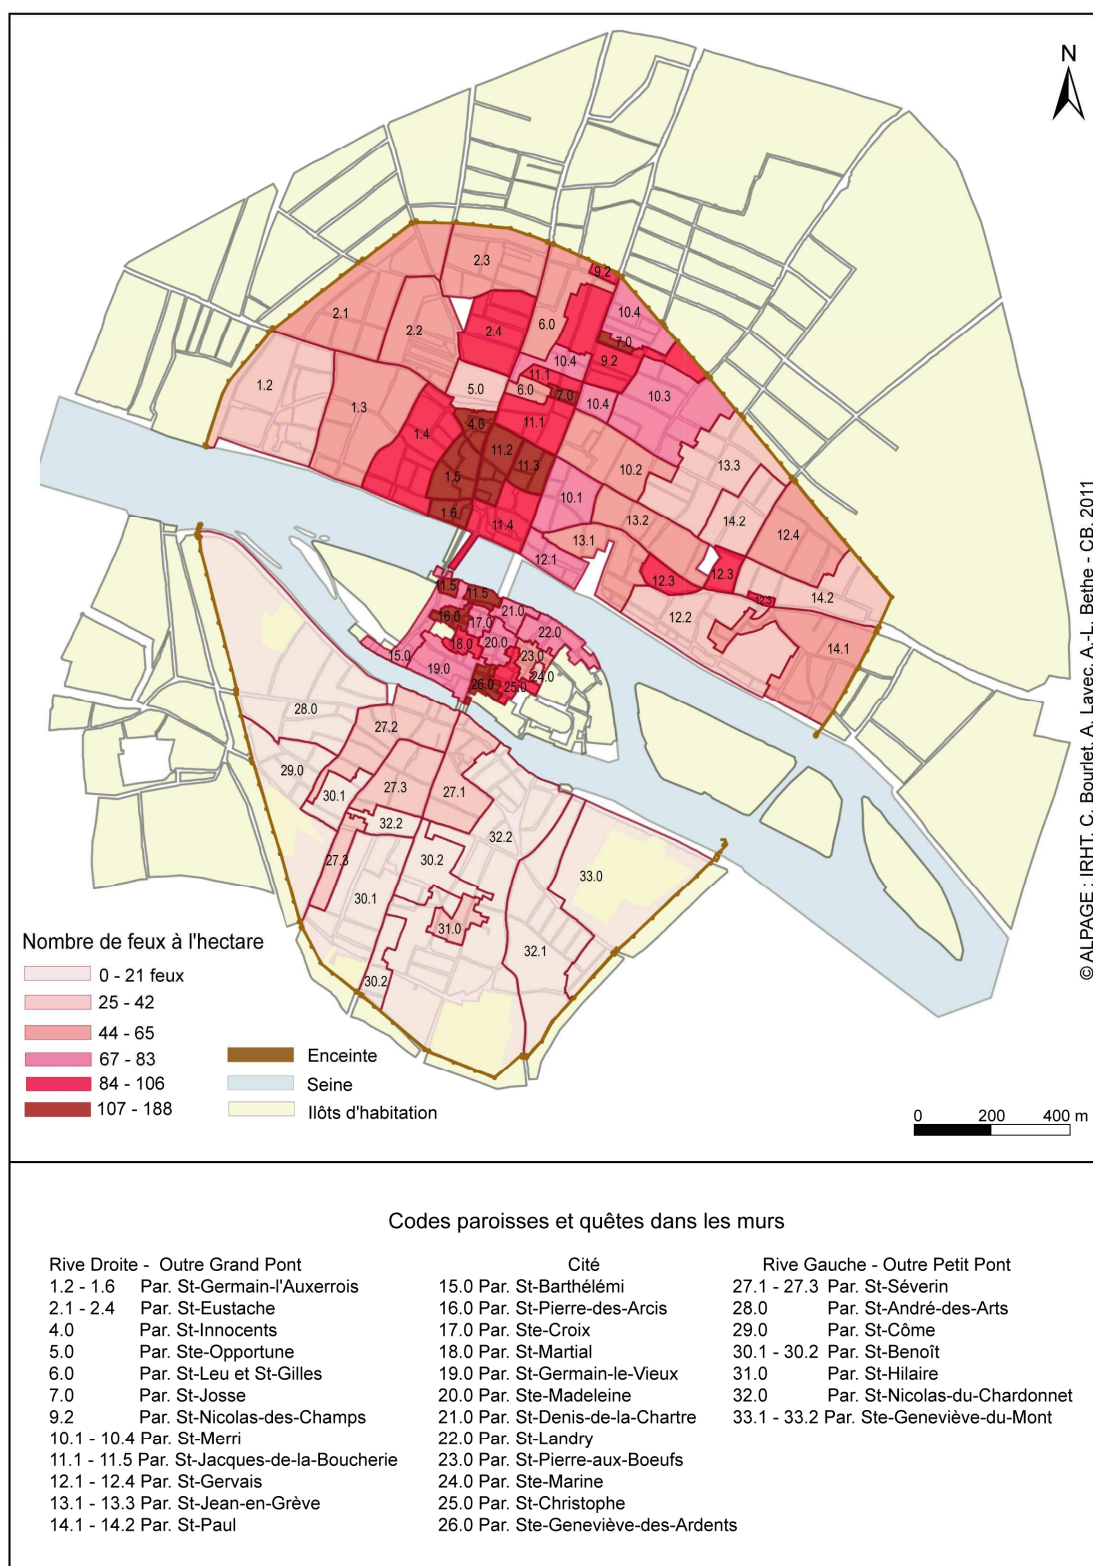 N
9.2
2.3
10.4
2.1
6.0
2.4
2.2
7.0
10.4
9.2
11.1
1.2
5.0
6.0
7.0
10.4
10.3
1.3
4.0
11.1
1.4
11.2
11.3
10.2
13.3
1.5
10.1
1.6
11.4
13.2
14.2
12.4
13.1
12.1
12.3
12.3
12.3
14.2
11.5
11.5
12.2
21.0
16.0
17.0
22.0
18.0
20.0
14.1
15.0
19.0
23.0
24.0
26.0
25.0
28.0
27.2
29.0
30.1
27.3
27.1
32.2
32.2
27.3
30.2
33.0
30.1
31.0
32.1
30.2
© ALPAGE : IRHT, C. Bourlet, A. Layec, A.-L. Bethe - CB, 2011
Nombre de feux à l'hectare
0 - 21 feux
25 - 42
44 - 65
67 - 83
84 - 106
107 - 188
Enceinte
Seine
Ilôts d'habitation
0 200 400 m
Codes paroisses et quêtes dans les murs
Rive Droite - Outre Grand Pont
1.2 - 1.6 Par. St-Germain-l'Auxerrois
2.1 - 2.4 Par. St-Eustache
4.0 Par. St-Innocents
5.0 Par. Ste-Opportune
6.0 Par. St-Leu et St-Gilles
7.0 Par. St-Josse
9.2 Par. St-Nicolas-des-Champs
10.1 - 10.4 Par. St-Merri
11.1 - 11.5 Par. St-Jacques-de-la-Boucherie
12.1 - 12.4 Par. St-Gervais
13.1 - 13.3 Par. St-Jean-en-Grève
14.1 - 14.2 Par. St-Paul
Cité
15.0 Par. St-Barthélémi
16.0 Par. St-Pierre-des-Arcis
17.0 Par. Ste-Croix
18.0 Par. St-Martial
19.0 Par. St-Germain-le-Vieux
20.0 Par. Ste-Madeleine
21.0 Par. St-Denis-de-la-Chartre
22.0 Par. St-Landry
23.0 Par. St-Pierre-aux-Boeufs
24.0 Par. Ste-Marine
25.0 Par. St-Christophe
26.0 Par. Ste-Geneviève-des-Ardents
Rive Gauche - Outre Petit Pont
27.1 - 27.3 Par. St-Séverin
28.0 Par. St-André-des-Arts
29.0 Par. St-Côme
30.1 - 30.2 Par. St-Benoît
31.0 Par. St-Hilaire
32.0 Par. St-Nicolas-du-Chardonnet
33.1 - 33.2 Par. Ste-Geneviève-du-Mont